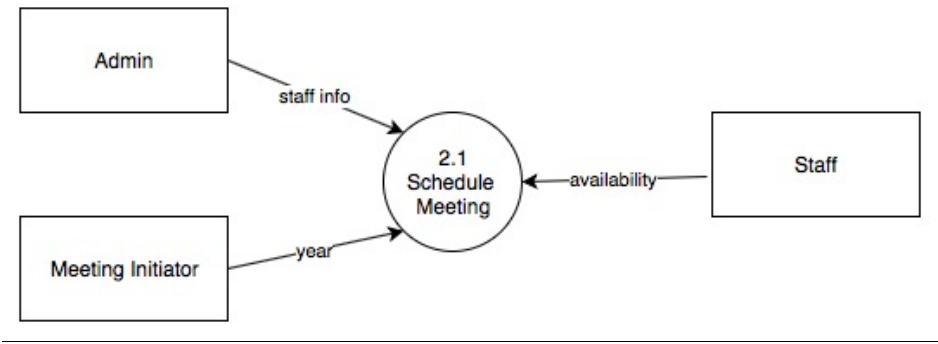 Admin
staff info
2.1
Schedule
Meeting
availability
Staff
year
Meeting Initiator